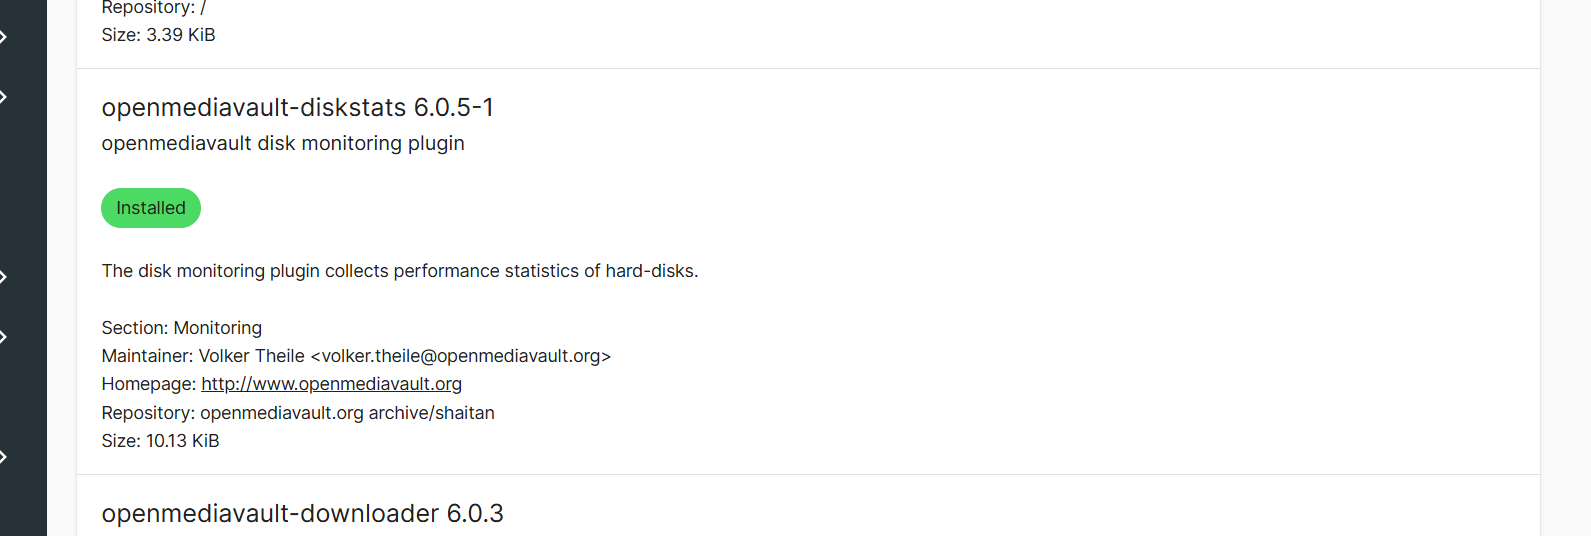 Repository: /
Size: 3.39 KiB
openmediavault-diskstats 6.0.5-1
openmediavault disk monitoring plugin
Installed
The disk monitoring plugin collects performance statistics of hard-disks.
Section: Monitoring
Maintainer: Volker Theile <volker.theile@openmediavault.org>
Homepage: http://www.openmediavault.org
Repository: openmediavault.org archive/shaitan
Size: 10.13 KiB
openmediavault-downloader 6.0.3